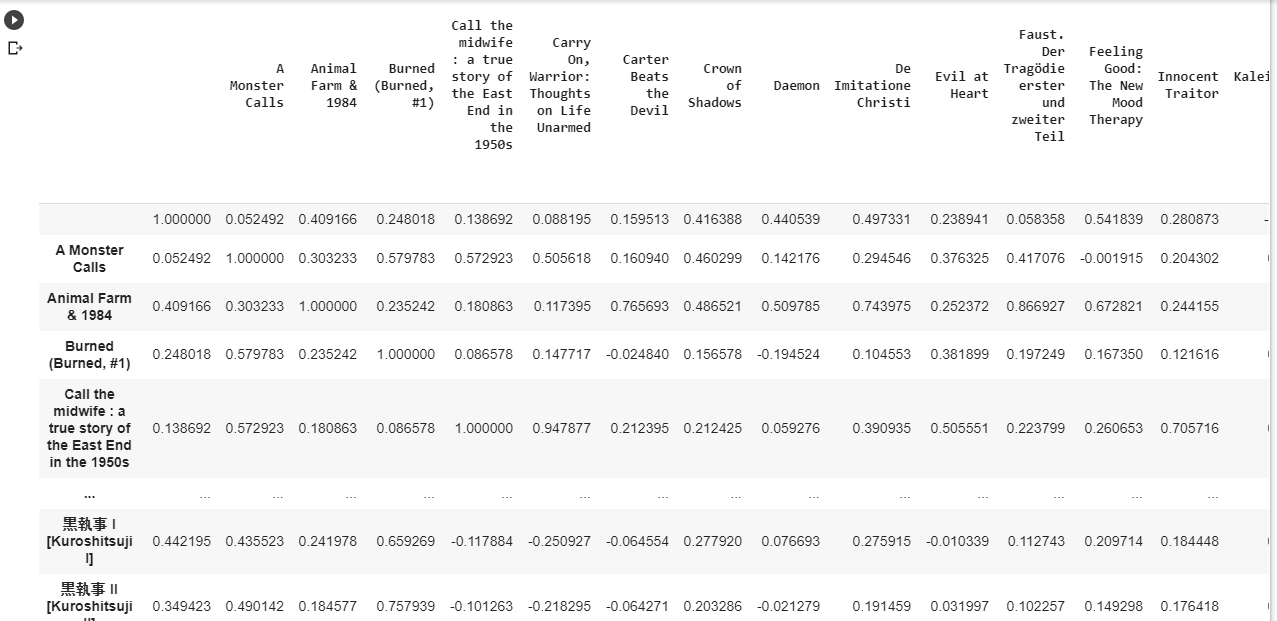 A Monster Calls Animal Farm & 1984 Burned (Burned, #1) Call the midwife : a true story of the East End in the 1950s Carry On, Warrior: Thoughts on Life Unarmed Carter Beats the Devil Crown of Shadows Daemon De Imitatione Christi Evil at Heart Faust. Der Tragödie erster und zweiter Teil Feeling Good: The New Mood Therapy Innocent Traitor
1.000000 0.052492 0.409166 0.248018 0.138692 0.088195 0.159513 0.416388 0.440539 0.497331 0.238941 0.058358 0.541839 0.280873 -
A Monster Calls 0.052492 1.000000 0.303233 0.579783 0.572923 0.505618 0.160940 0.460299 0.142176 0.294546 0.376325 0.417076 -0.001915 0.204302
Animal Farm & 1984 0.409166 0.303233 1.000000 0.235242 0.180863 0.117395 0.765693 0.486521 0.509785 0.743975 0.252372 0.866927 0.672821 0.244155
Burned (Burned, #1) 0.248018 0.579783 0.235242 1.000000 0.086578 0.147717 -0.024840 0.156578 -0.194524 0.104553 0.381899 0.197249 0.167350 0.121616
Call the midwife : a true story of the East End in the 1950s 0.138692 0.572923 0.180863 0.086578 1.000000 0.947877 0.212395 0.212425 0.059276 0.390935 0.505551 0.223799 0.260653 0.705716
... ... ... ... ... ... ... ... ... ... ... ... ... ... ...
黒執事 I [Kuroshitsuji I] 0.442195 0.435523 0.241978 0.659269 -0.117884 -0.250927 -0.064554 0.277920 0.076693 0.275915 -0.010339 0.112743 0.209714 0.184448
黒執事 II [Kuroshitsuji 0.349423 0.490142 0.184577 0.757939 -0.101263 -0.218295 -0.064271 0.203286 -0.021279 0.191459 0.031997 0.102257 0.149298 0.176418